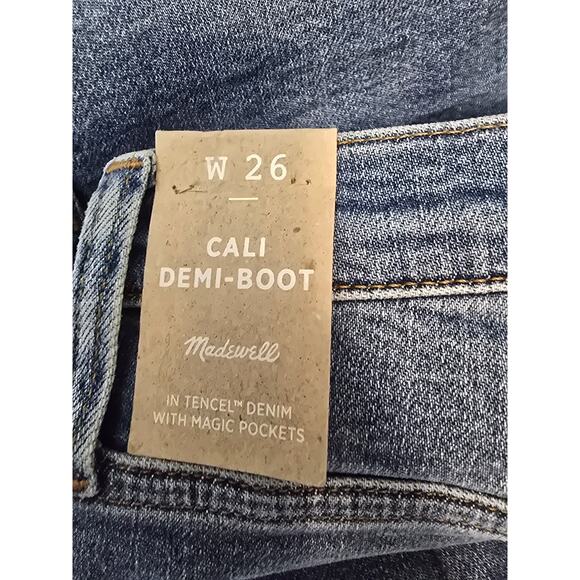 W 26
CALI
DEMI-BOOT
Madewell
IN TENCEL™ DENIM
WITH MAGIC POCKETS